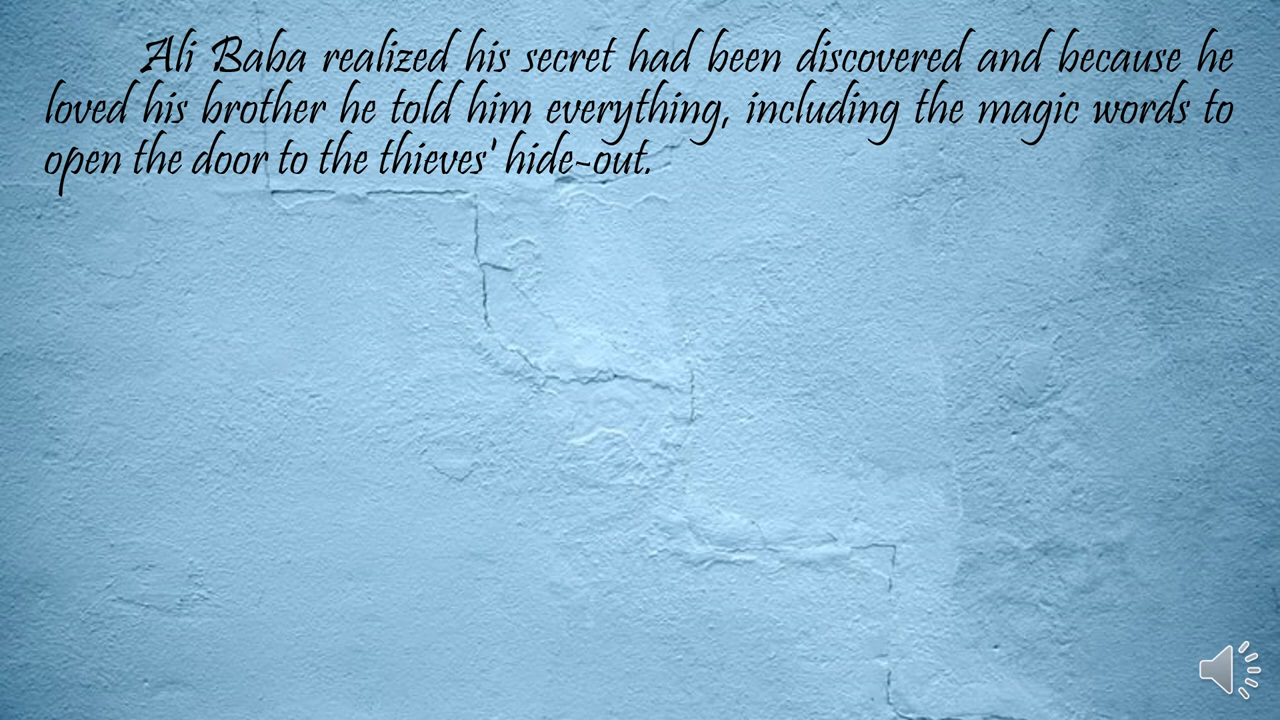 Ali Baba realized his secret had been discovered and because he
loved his brother he told him everything, including the magic words to
open the door to the thieves' hide-out.